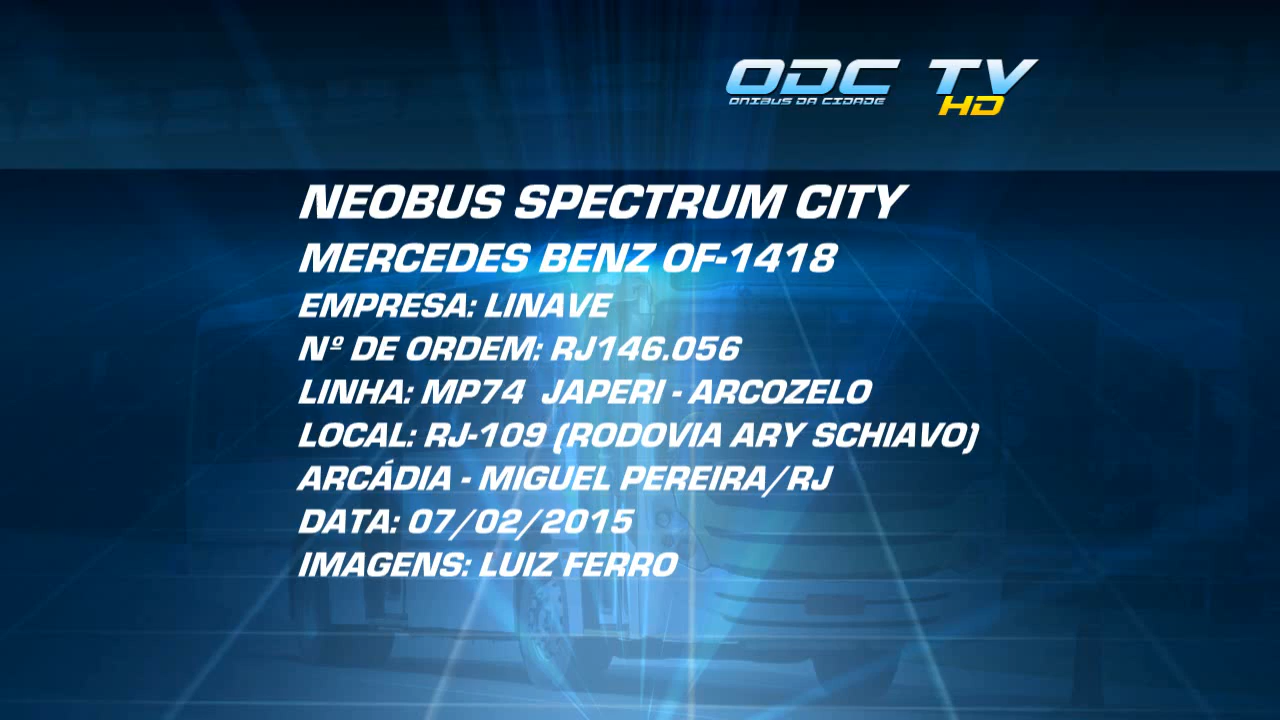 ODC TV
ONIBUS DA CIDADE HD
NEOBUS SPECTRUM CITY
MERCEDES BENZ OF-1418
EMPRESA: LINAVE
Nº DE ORDEM: RJ146.056
LINHA: MP74 JAPERI - ARCOZELO
LOCAL: RJ-109 (RODOVIA ARY SCHIAVO)
ARCÁDIA - MIGUEL PEREIRA/RJ
DATA: 07/02/2015
IMAGENS: LUIZ FERRO